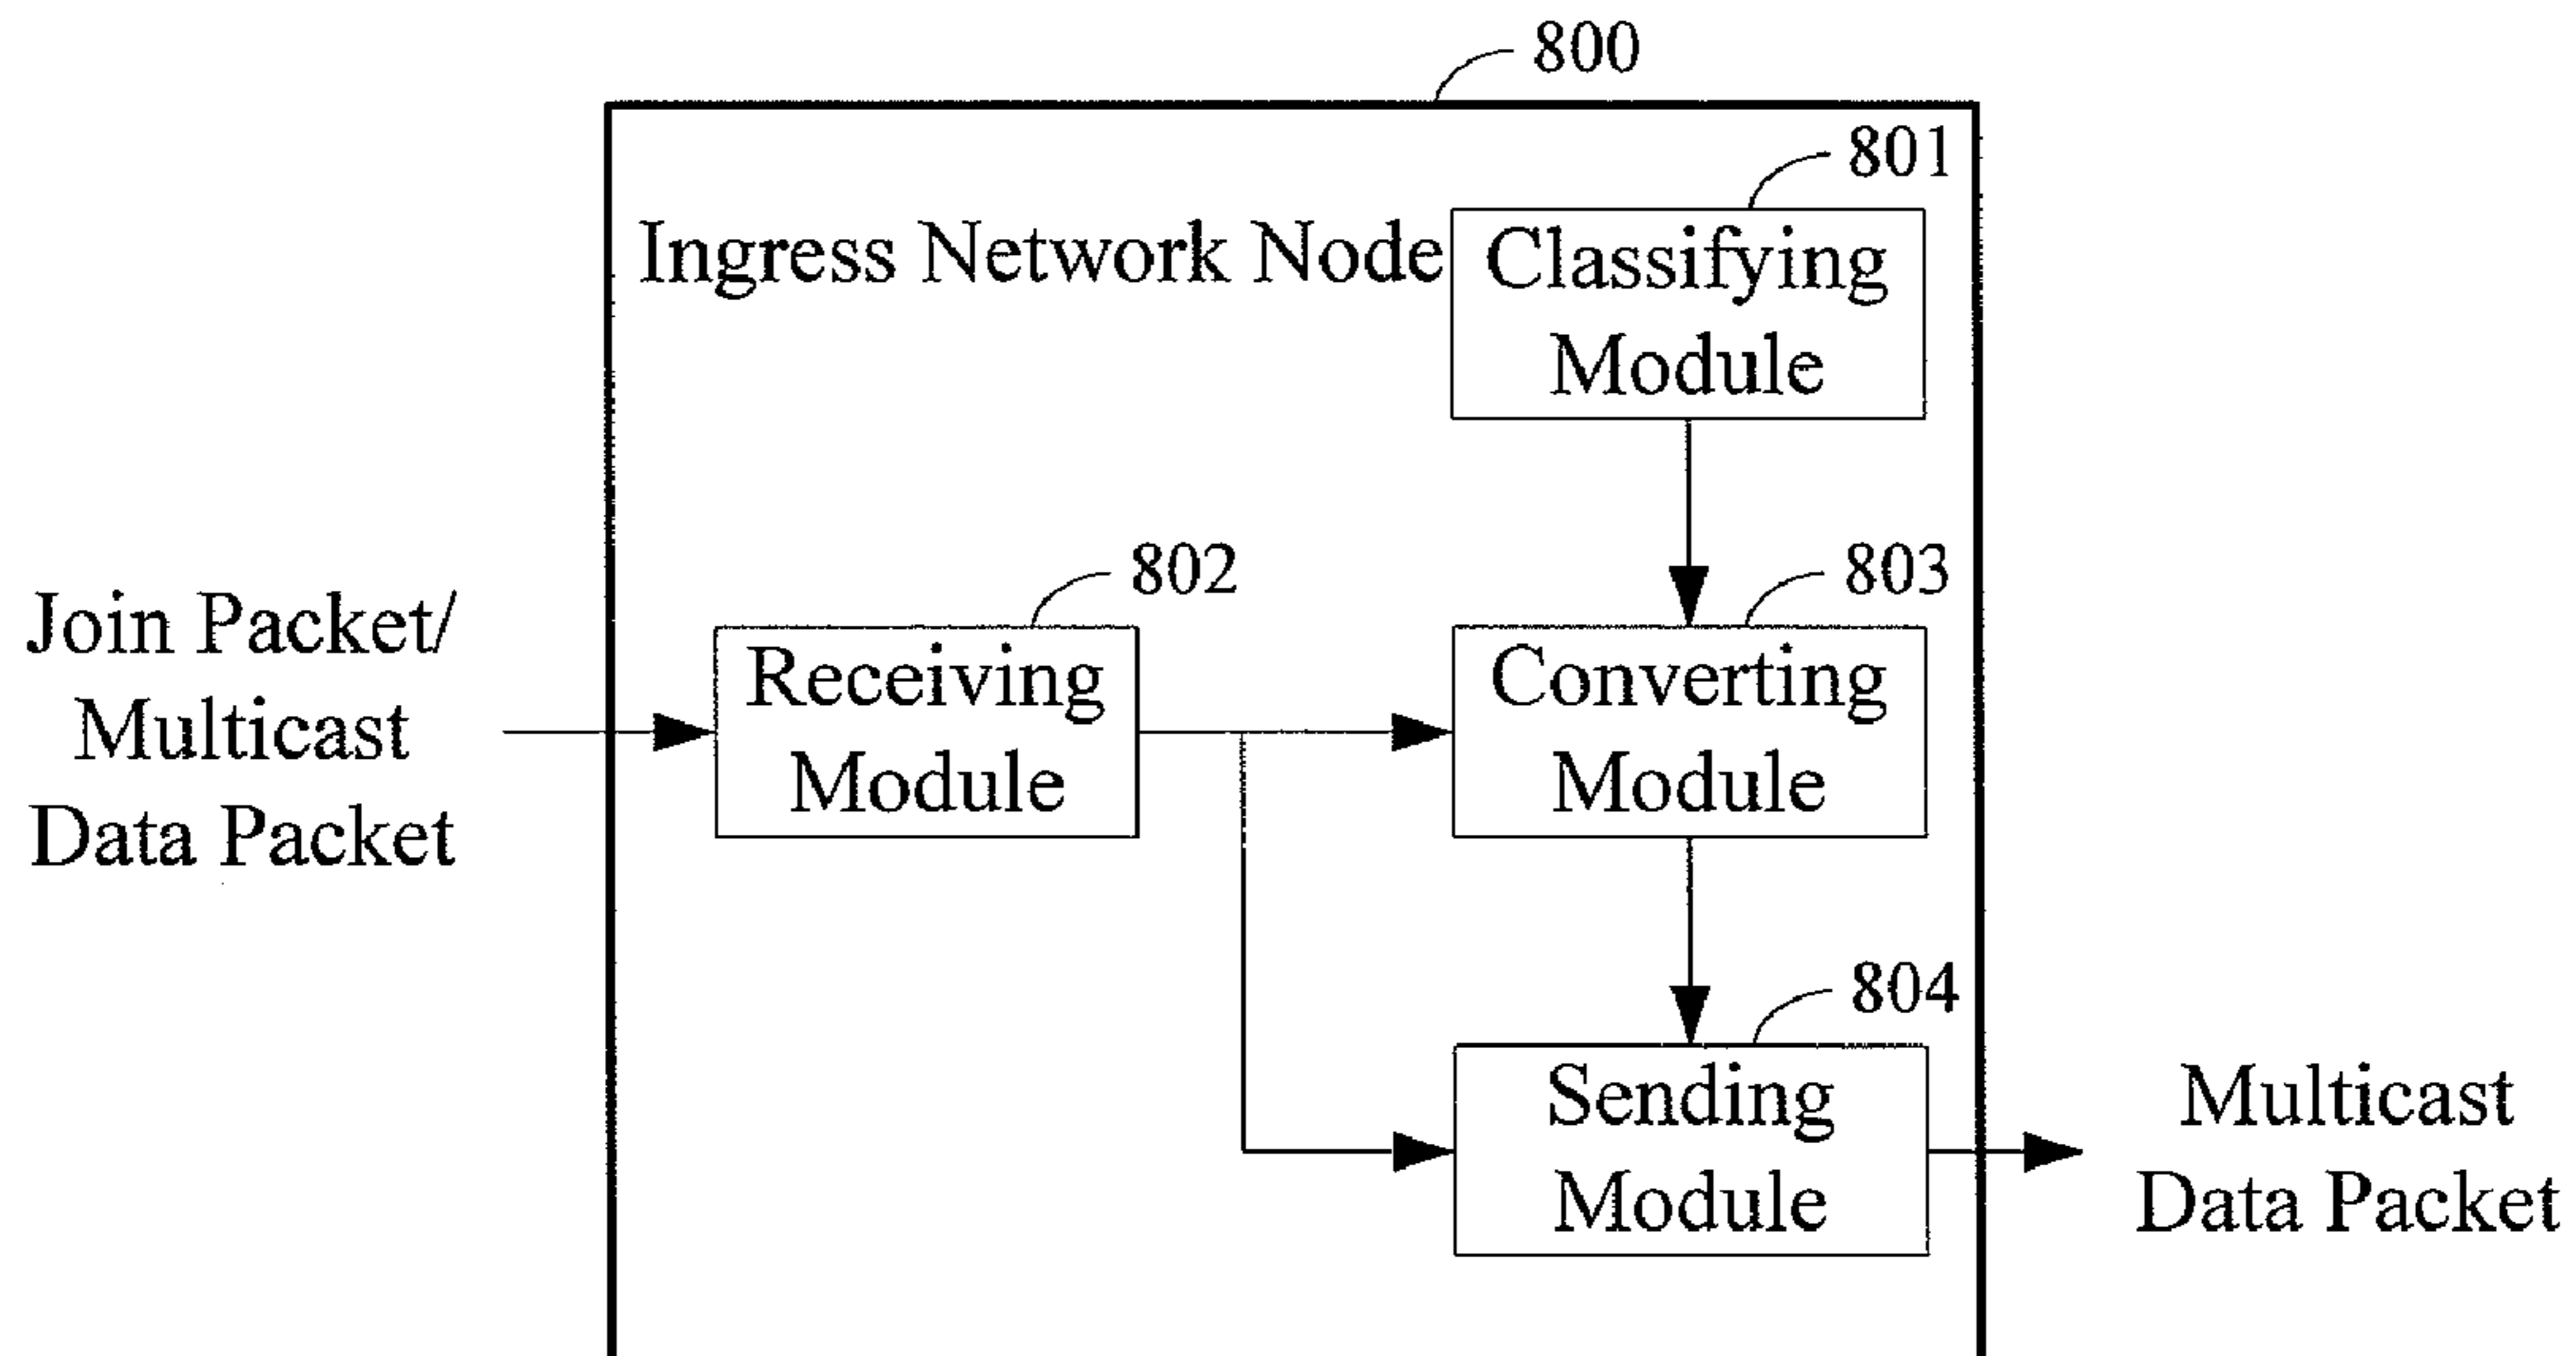 800
801
Ingress Network Node
Classifying
Module
802
803
Join Packet/
Multicast
Data Packet
Receiving
Module
Converting
Module
804
Sending
Module
Multicast
Data Packet